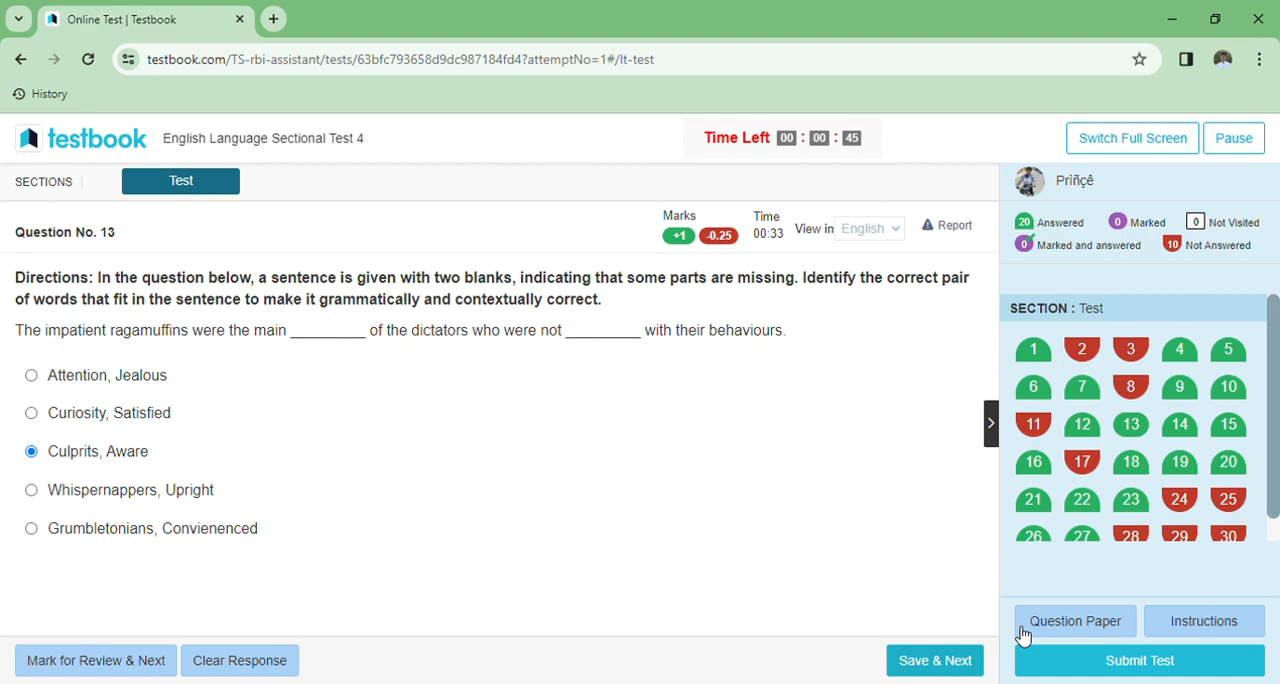 Online Test | Testbook
testbook.com/TS-rbi-assistant/tests/63bfc793658d9dc987184fd4?attemptNo=1#/lt-test
History
testbook English Language Sectional Test 4 Time Left 00 : 00 : 45 Switch Full Screen Pause
SECTIONS Test Priñçê
Question No. 13 Marks +1 -0.25 Time 00:33 View in English Report
20 Answered 0 Marked 0 Not Visited
0 Marked and answered 10 Not Answered
Directions: In the question below, a sentence is given with two blanks, indicating that some parts are missing. Identify the correct pair
of words that fit in the sentence to make it grammatically and contextually correct.
The impatient ragamuffins were the main _________ of the dictators who were not _________ with their behaviours.
Attention, Jealous
Curiosity, Satisfied
Culprits, Aware
Whispernappers, Upright
Grumbletonians, Convienenced
SECTION : Test
1 2 3 4 5
6 7 8 9 10
11 12 13 14 15
16 17 18 19 20
21 22 23 24 25
26 27 28 29 30
Question Paper Instructions
Mark for Review & Next Clear Response Save & Next Submit Test